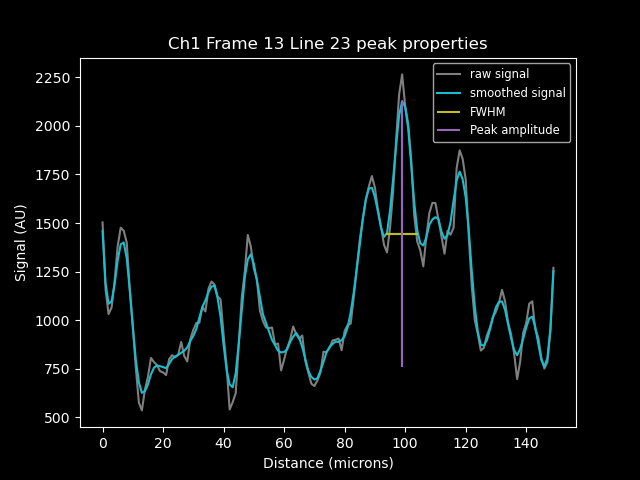 Ch1 Frame 13 Line 23 peak properties
raw signal
smoothed signal
FWHM
Peak amplitude
Signal (AU)
2250
2000
1750
1500
1250
1000
750
500
0 20 40 60 80 100 120 140
Distance (microns)